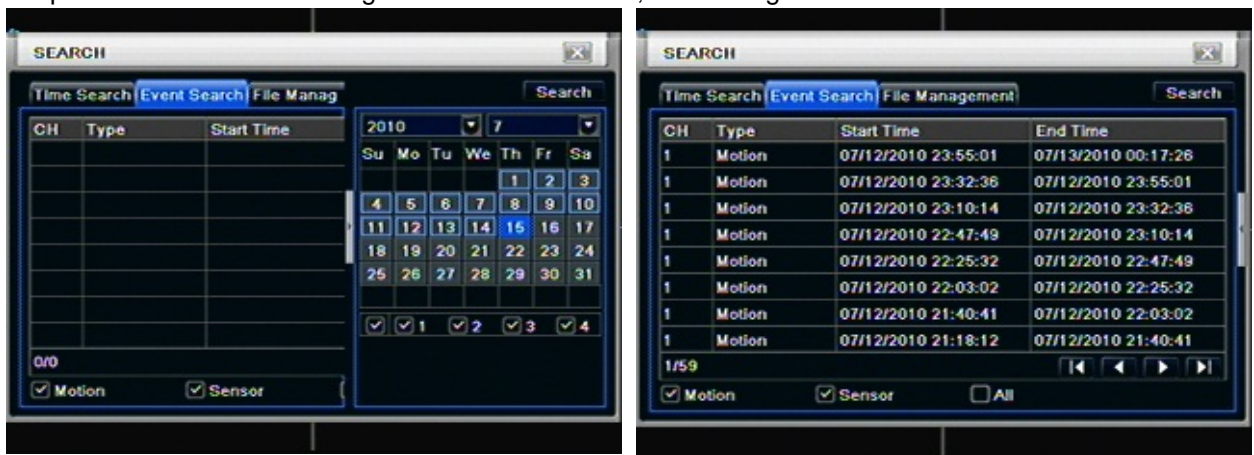 SEARCH
Time Search Event Search File Manag Search
CH Type Start Time
2010 7
Su Mo Tu We Th Fr Sa
1 2 3
4 5 6 7 8 9 10
11 12 13 14 15 16 17
18 19 20 21 22 23 24
25 26 27 28 29 30 31
1 2 3 4
0/0
Motion Sensor
SEARCH
Time Search Event Search File Management Search
CH Type Start Time End Time
1 Motion 07/12/2010 23:55:01 07/13/2010 00:17:26
1 Motion 07/12/2010 23:32:36 07/12/2010 23:55:01
1 Motion 07/12/2010 23:10:14 07/12/2010 23:32:36
1 Motion 07/12/2010 22:47:49 07/12/2010 23:10:14
1 Motion 07/12/2010 22:25:32 07/12/2010 22:47:49
1 Motion 07/12/2010 22:03:02 07/12/2010 22:25:32
1 Motion 07/12/2010 21:40:41 07/12/2010 22:03:02
1 Motion 07/12/2010 21:18:12 07/12/2010 21:40:41
1/59
Motion Sensor All